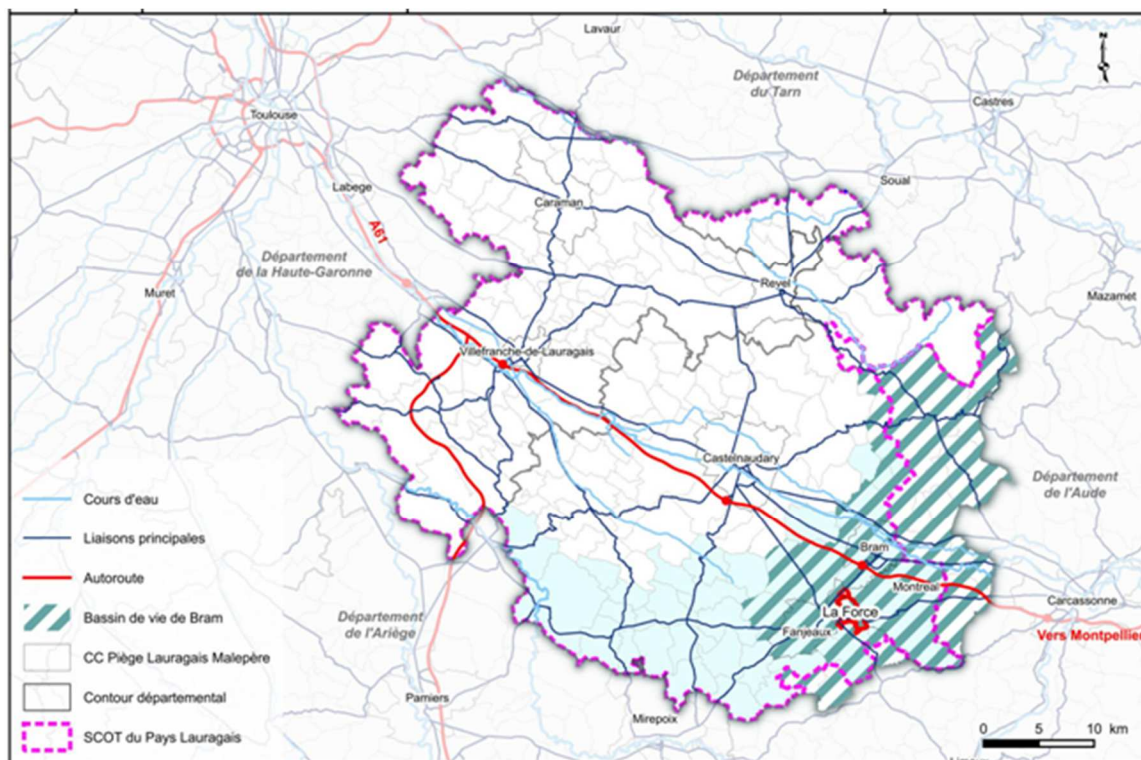 Lavaur
Département
du Tarn
N
Castres
Toulouse
Labege
Soual
Caraman
A61
Département
de la Haute-Garonne
Muret
Revel
Mazamet
Villefranche-de-Lauragais
Castelnaudary
Département
de l'Aude
Bram
Montreal
La Force
Carcassonne
Fanjeaux
Vers Montpellier
Département
de l'Ariège
Pamiers
Mirepoix
Cours d'eau
Liaisons principales
Autoroute
Bassin de vie de Bram
CC Piège Lauragais Malepère
Contour départemental
SCOT du Pays Lauragais
0 5 10 km